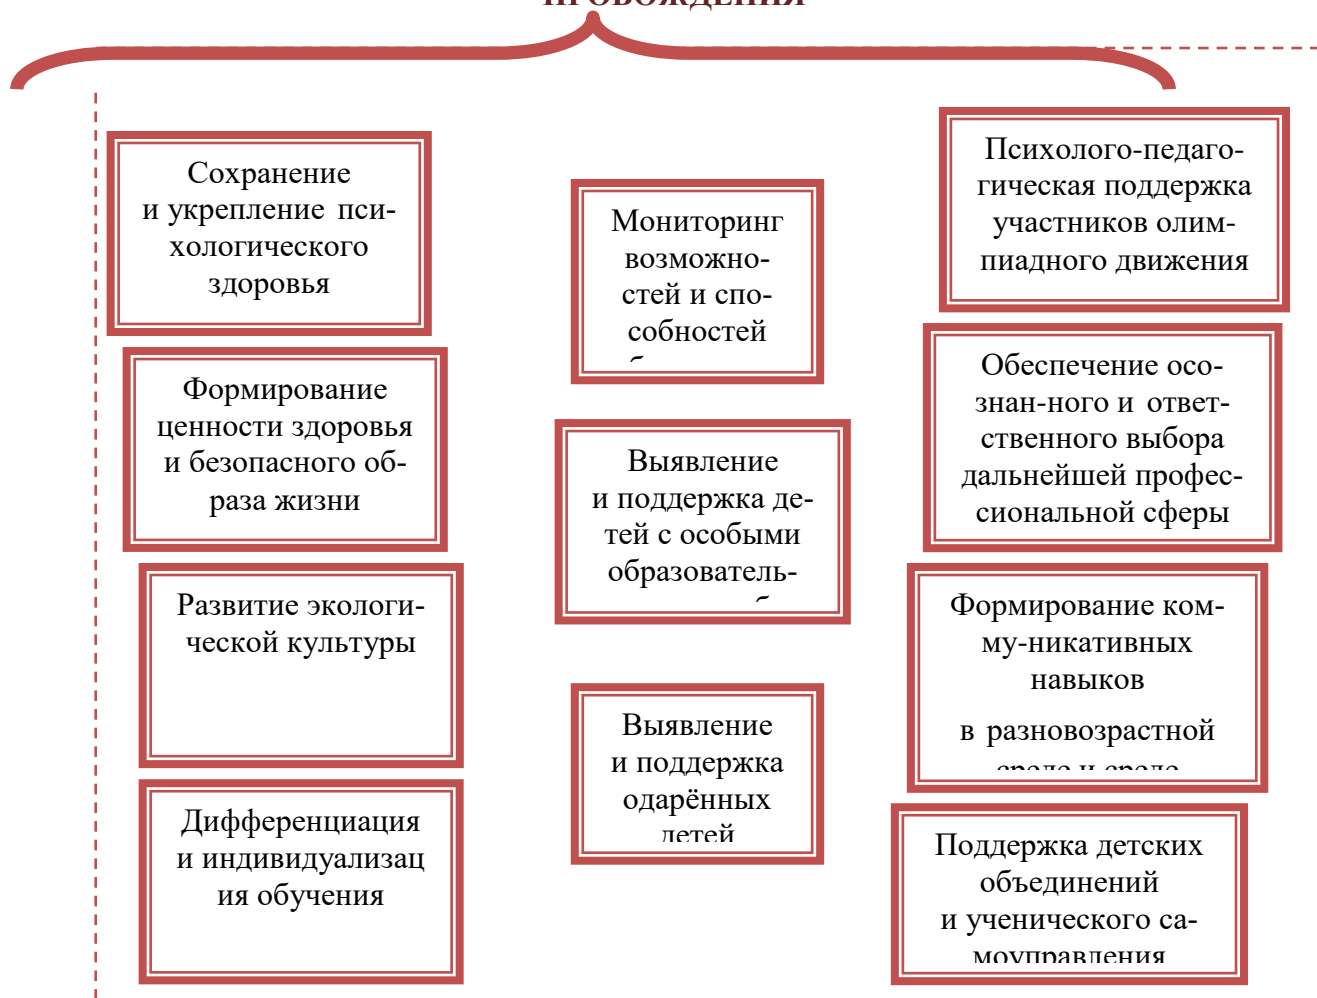 ПРОВОЖДЕНИЯ
Сохранение
и укрепление пси-
хологического
здоровья
Формирование
ценности здоровья
и безопасного об-
раза жизни
Развитие экологи-
ческой культуры
Дифференциация
и индивидуализац
ия обучения
Мониторинг
возможно-
стей и спо-
собностей
Выявление
и поддержка де-
тей с особыми
образователь-
Выявление
и поддержка
одарённых
детей
Психолого-педаго-
гическая поддержка
участников олим-
пиадного движения
Обеспечение осо-
знан-ного и ответ-
ственного выбора
дальнейшей профес-
сиональной сферы
Формирование ком-
му-никативных
навыков
в разновозрастной
среде и среде
Поддержка детских
объединений
и ученического са-
моуправления